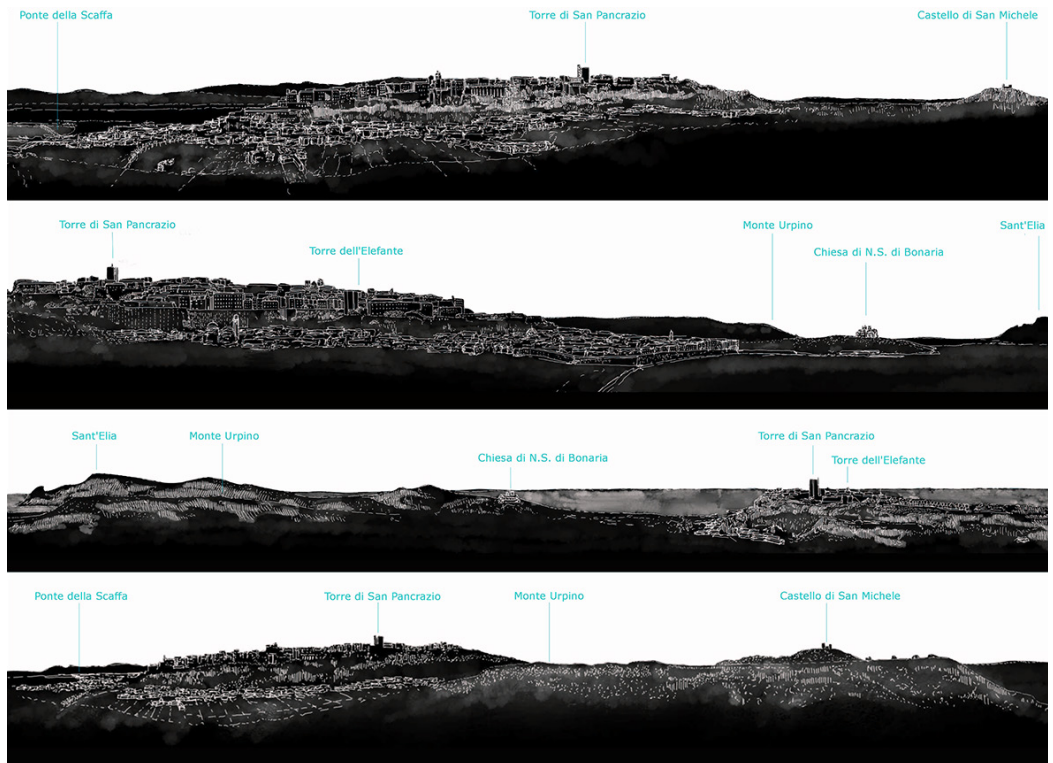 Ponte della Scaffa
Torre di San Pancrazio
Castello di San Michele
Torre di San Pancrazio
Torre dell'Elefante
Monte Urpino
Chiesa di N.S. di Bonaria
Sant'Elia
Sant'Elia
Monte Urpino
Chiesa di N.S. di Bonaria
Torre di San Pancrazio
Torre dell'Elefante
Ponte della Scaffa
Torre di San Pancrazio
Monte Urpino
Castello di San Michele